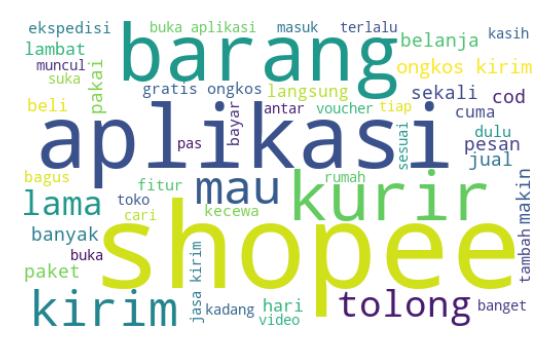 ekspedisi
buka aplikasi
masuk
terlalu
kasih
lambat
barang
belanja
muncul
ongkos kirim
suka
pakai
gratis ongkos
langsung
sekali
cod
beli
bayar
antar
voucher
tiap
cuma
aplikasi
pas
sesuai
dulu
pesan
jual
bagus
fitur
mau
rumah
kurir
makin
lama
toko
cari
kecewa
tambah
banyak
shopee
buka
paket
jasa kirim
kirim
kadang
hari
video
tolong
banget